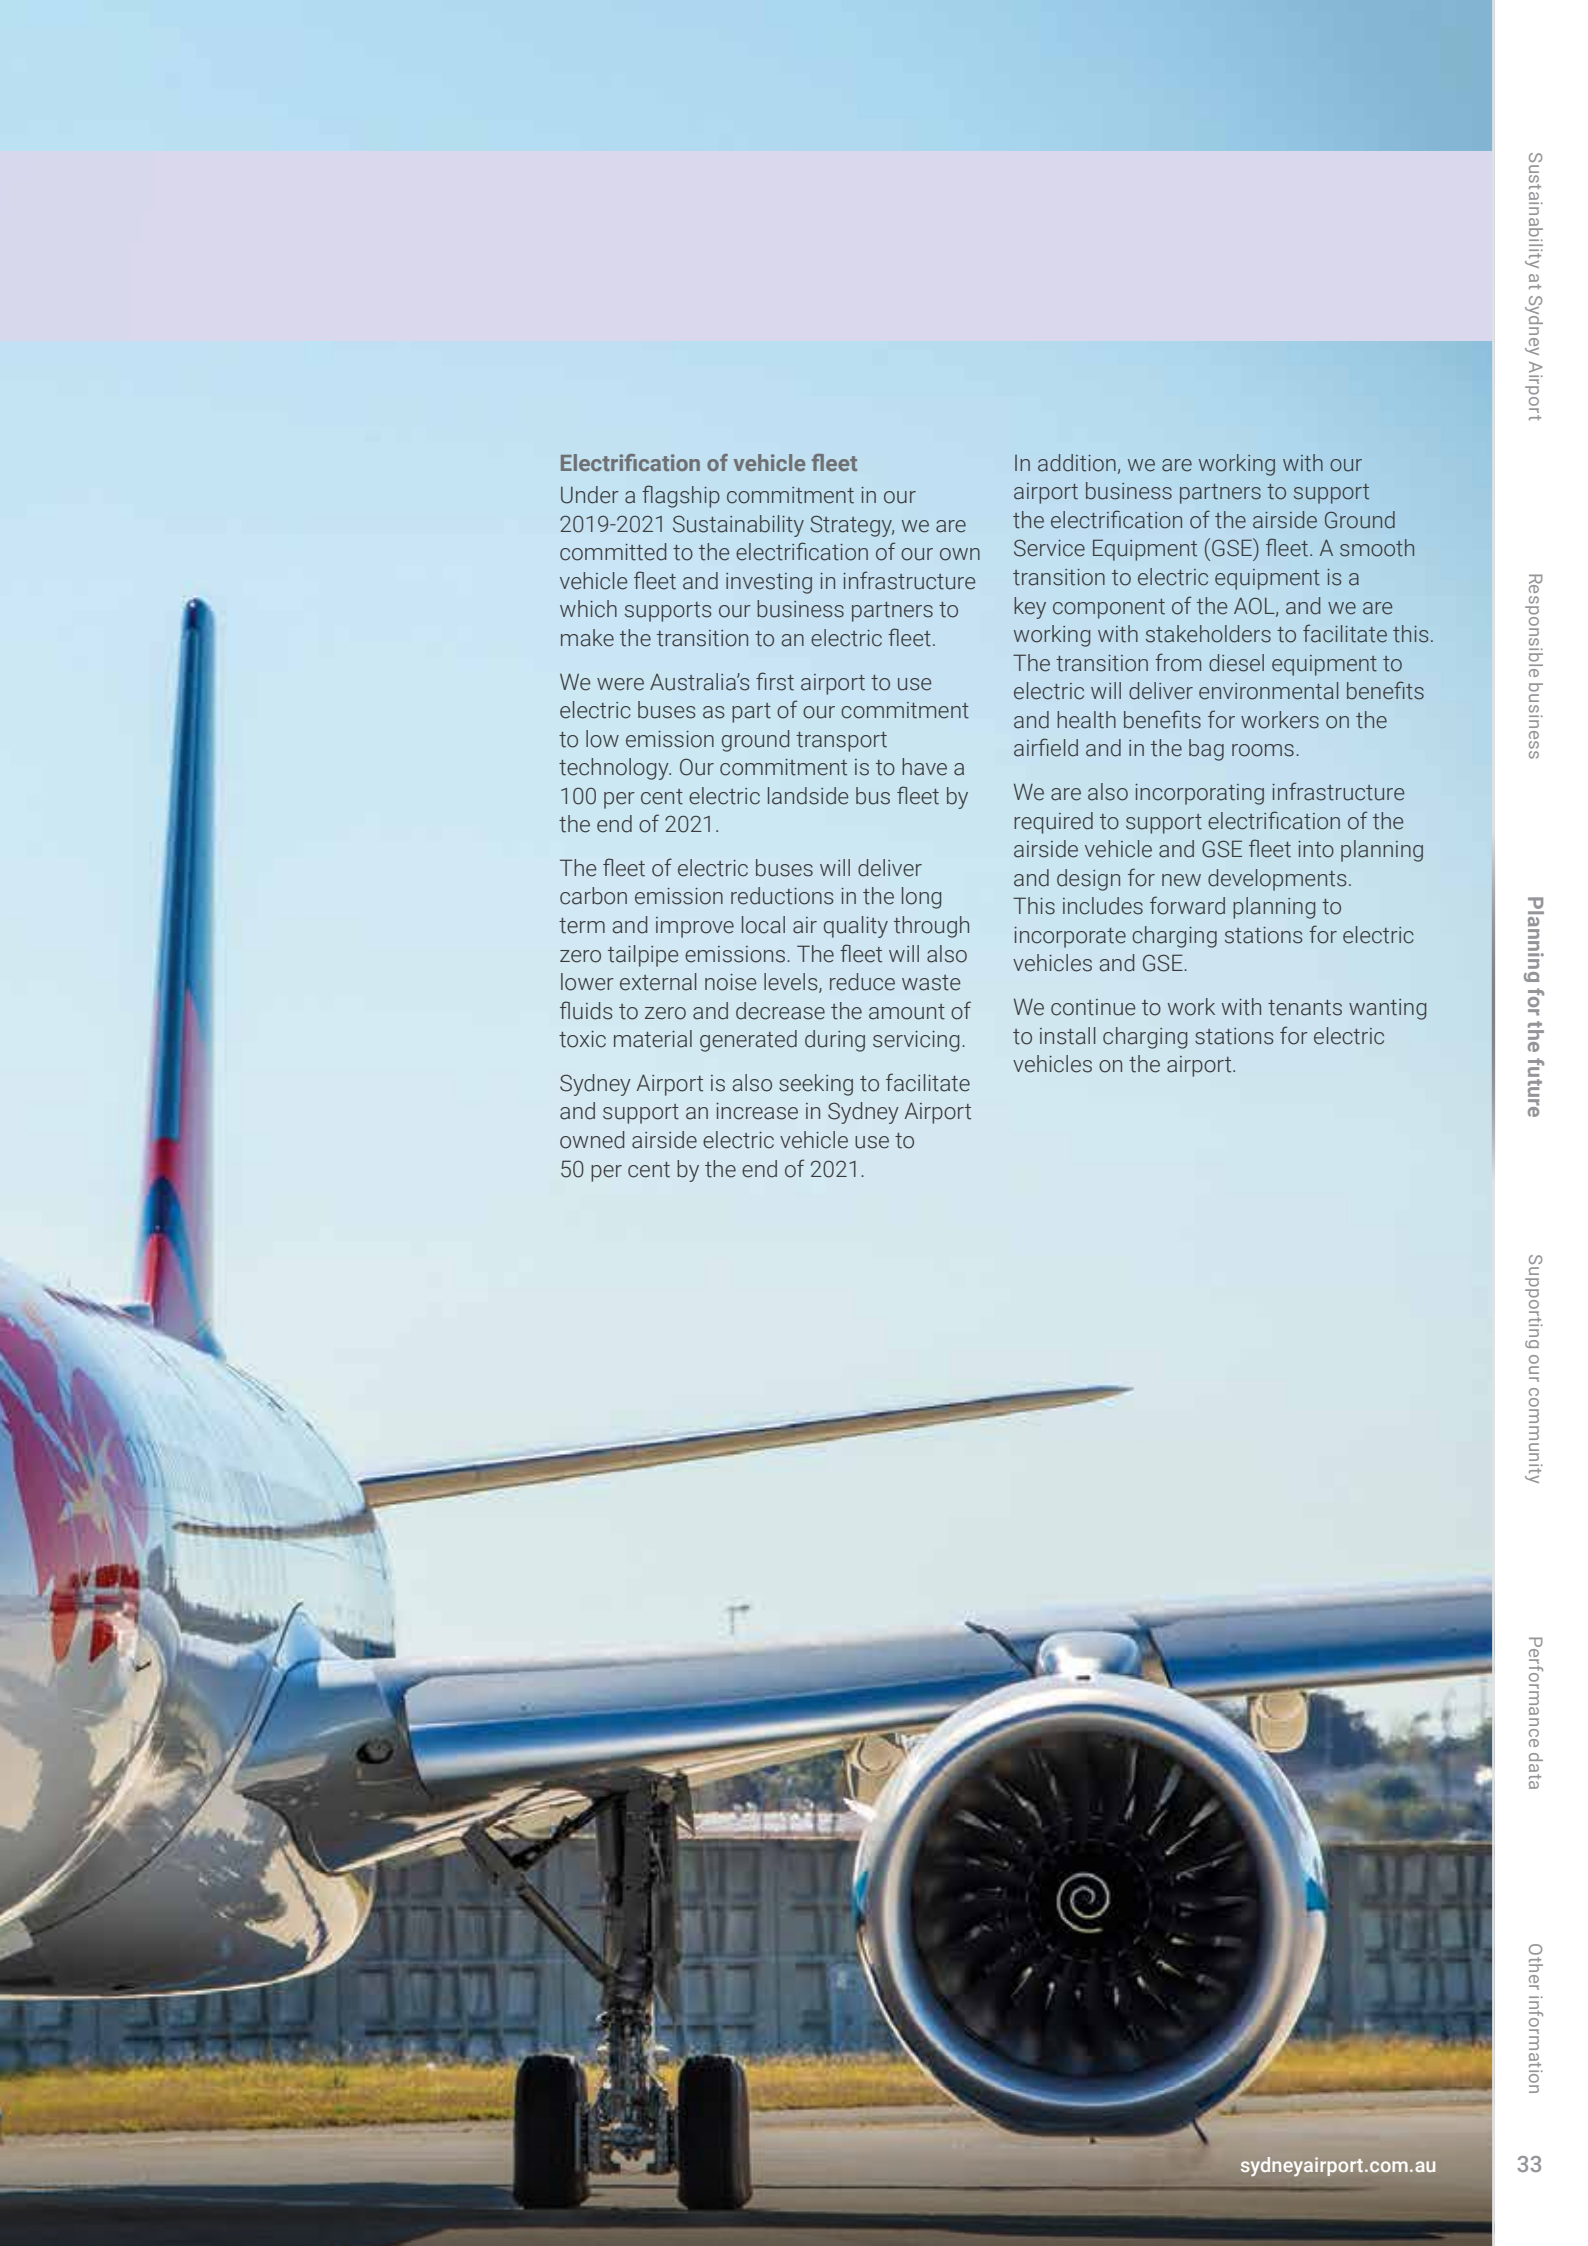 Electrification of vehicle fleet
Under a flagship commitment in our
2019-2021 Sustainability Strategy, we are
committed to the electrification of our own
vehicle fleet and investing in infrastructure
which supports our business partners to
make the transition to an electric fleet.
We were Australia's first airport to use
electric buses as part of our commitment
to low emission ground transport
technology. Our commitment is to have a
100 per cent electric landside bus fleet by
the end of 2021.
The fleet of electric buses will deliver
carbon emission reductions in the long
term and improve local air quality through
zero tailpipe emissions. The fleet will also
lower external noise levels, reduce waste
fluids to zero and decrease the amount of
toxic material generated during servicing.
Sydney Airport is also seeking to facilitate
and support an increase in Sydney Airport
owned airside electric vehicle use to
50 per cent by the end of 2021.
In addition, we are working with our
airport business partners to support
the electrification of the airside Ground
Service Equipment (GSE) fleet. A smooth
transition to electric equipment is a
key component of the AOL, and we are
working with stakeholders to facilitate this.
The transition from diesel equipment to
electric will deliver environmental benefits
and health benefits for workers on the
airfield and in the bag rooms.
We are also incorporating infrastructure
required to support electrification of the
airside vehicle and GSE fleet into planning
and design for new developments.
This includes forward planning to
incorporate charging stations for electric
vehicles and GSE.
We continue to work with tenants wanting
to install charging stations for electric
vehicles on the airport.
Sustainability at Sydney Airport
Responsible business
Planning for the future
Supporting our community
Performance data
Other information
sydneyairport.com.au
33